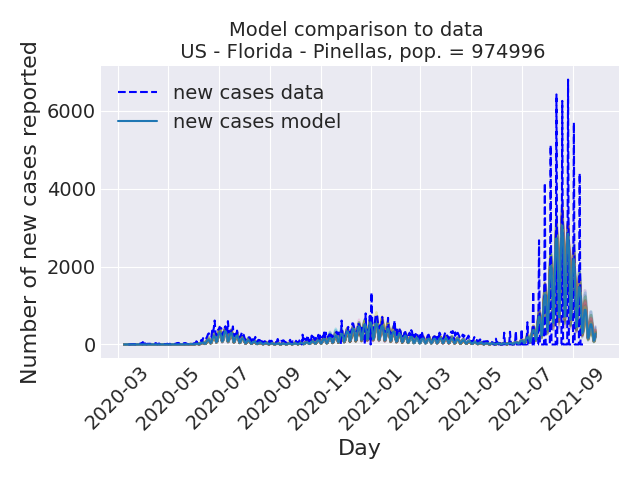 Model comparison to data
US - Florida - Pinellas, pop. = 974996
Number of new cases reported
6000
4000
2000
0
new cases data
new cases model
2020-03
2020-05
2020-07
2020-09
2020-11
2021-01
2021-03
2021-05
2021-07
2021-09
Day